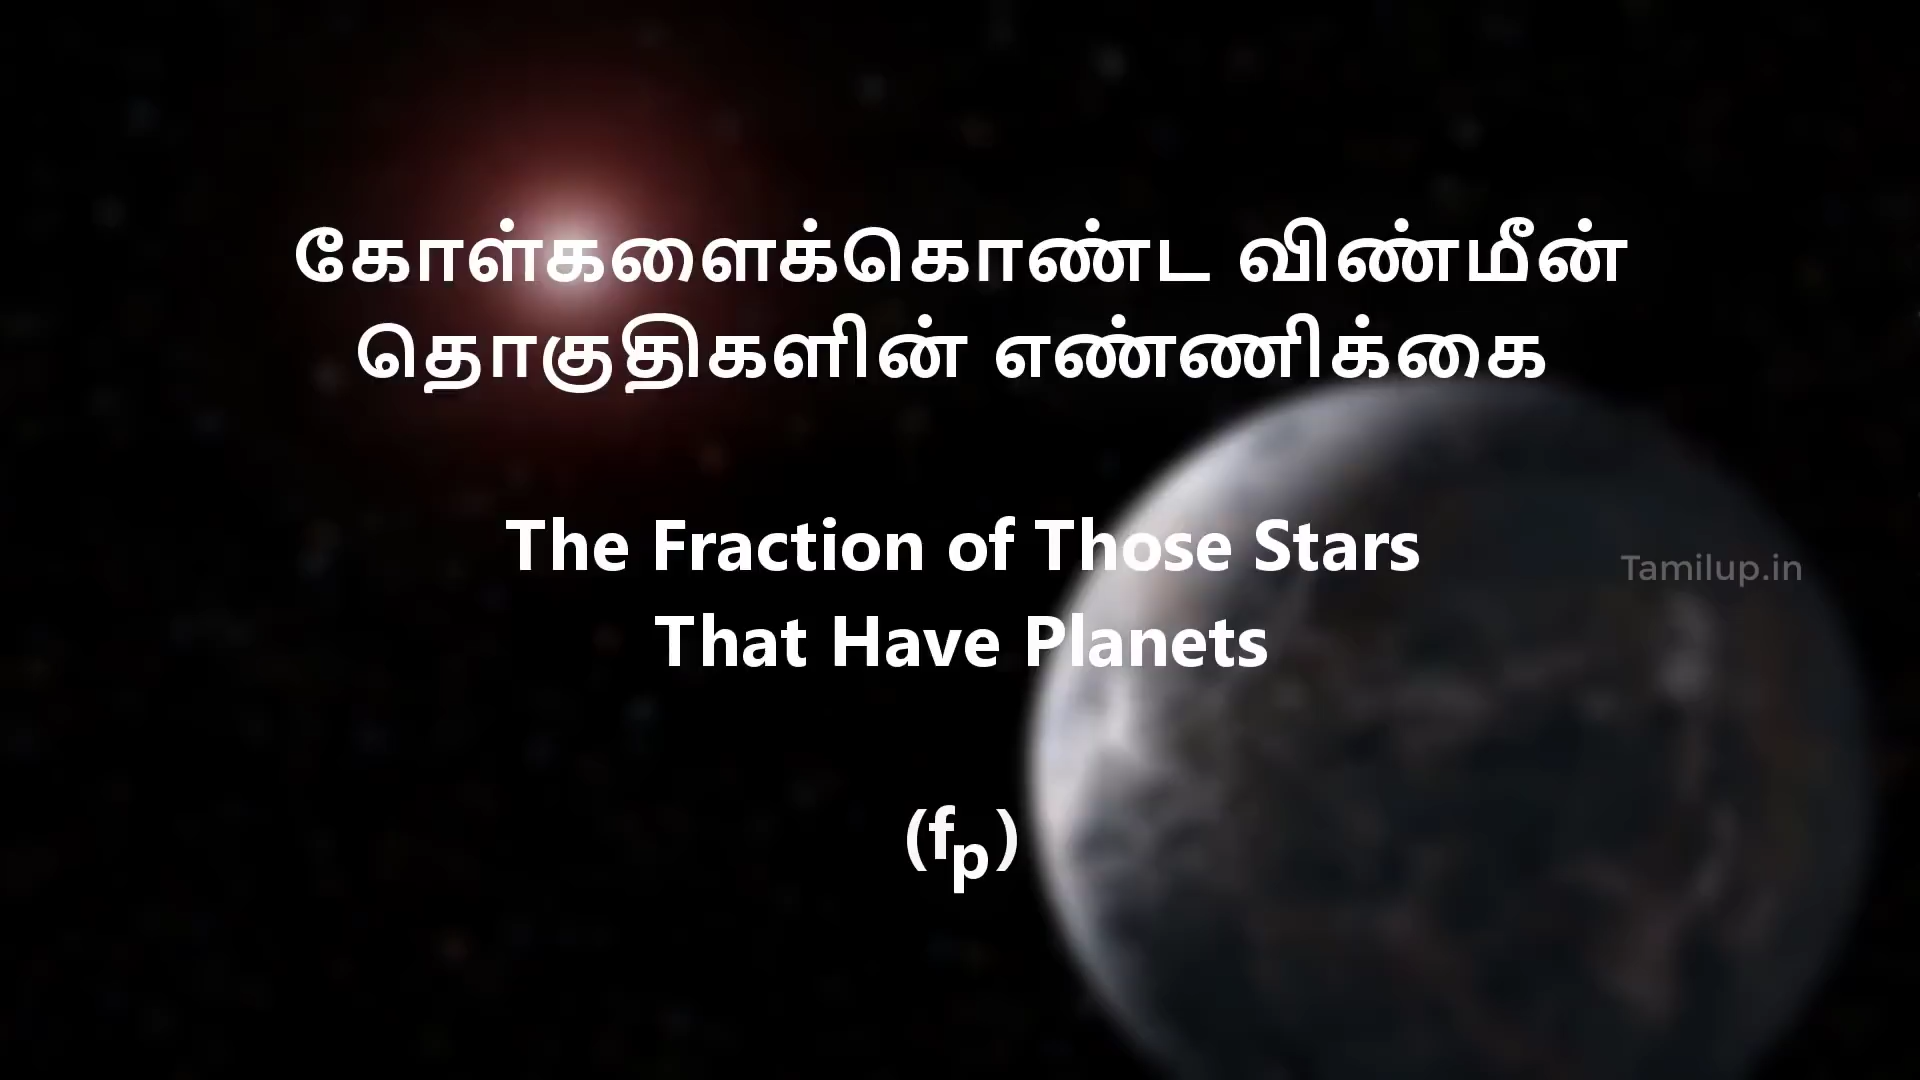 கோள்களைக்கொண்ட விண்மீன்
தொகுதிகளின் எண்ணிக்கை
The Fraction of Those Stars
That Have Planets
Tamilup.in
(fₚ)